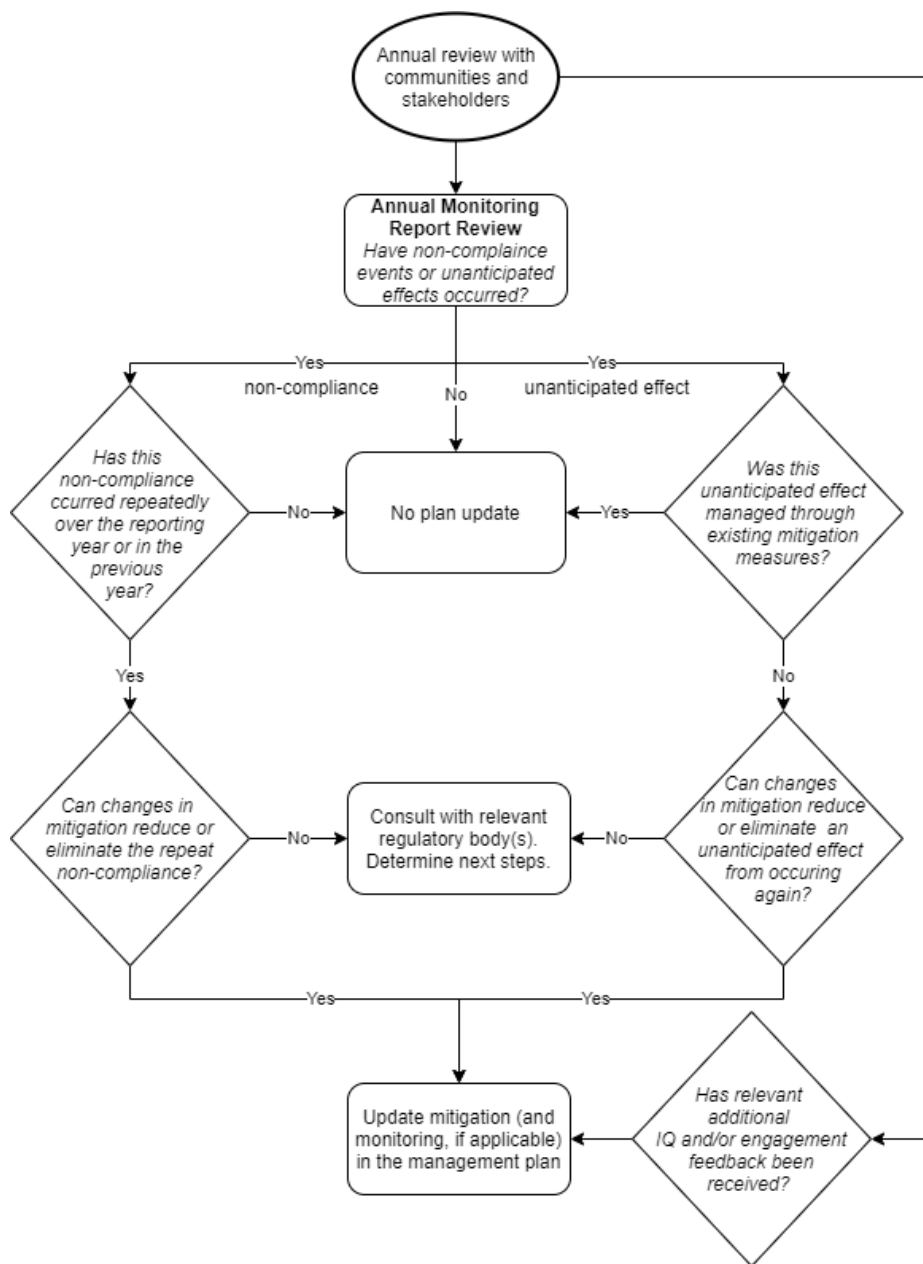 Annual review with
communities and
stakeholders
Annual Monitoring
Report Review
Have non-complaince
events or unanticipated
effects occurred?
Yes
non-compliance
No
Yes
unanticipated effect
Has this
non-compliance
ccurred repeatedly
over the reporting
year or in the
previous
year?
No
No plan update
Yes
Was this
unanticipated effect
managed through
existing mitigation
measures?
Yes
No
Can changes in
mitigation reduce or
eliminate the repeat
non-compliance?
No
Consult with relevant
regulatory body(s).
Determine next steps.
No
Can changes
in mitigation reduce
or eliminate an
unanticipated effect
from occuring
again?
Yes
Yes
Update mitigation (and
monitoring, if applicable)
in the management plan
Has relevant
additional
IQ and/or engagement
feedback been
received?